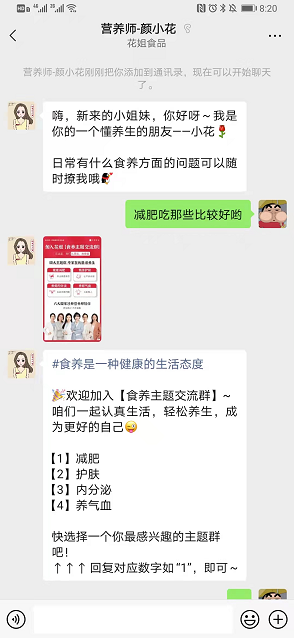 8:20
营养师-颜小花
花姐食品
营养师-颜小花刚刚把你添加到通讯录，现在可以开始聊天
了。
嗨，新来的小姐妹，你好呀～我是
你的一个懂养生的朋友——小花🌹
日常有什么食养方面的问题可以随
时撩我哦
减肥吃那些比较好哟
#食养是一种健康的生活态度
🎉欢迎加入【食养主题交流群】~
咱们一起认真生活，轻松养生，成
为更好的自己😜
【1】减肥
【2】护肤
【3】内分泌
【4】养气血
快选择一个你最感兴趣的主题群
吧！
↑↑↑回复对应数字如“1”，即可～